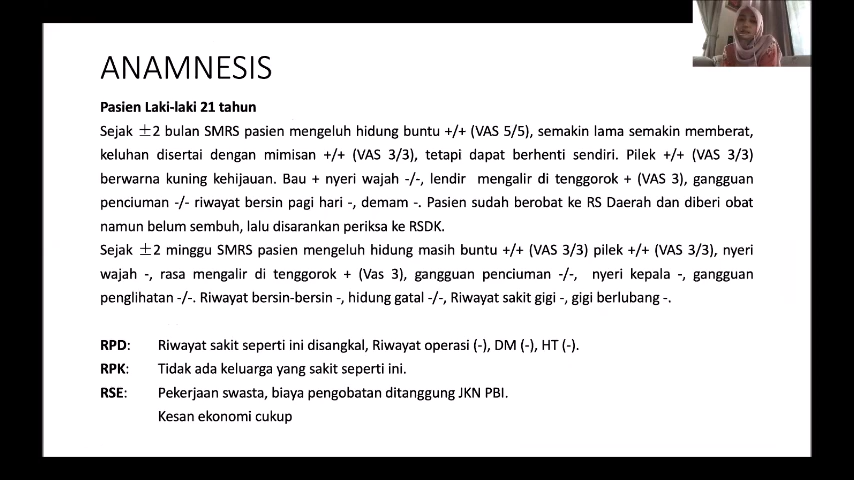 ANAMNESIS
Pasien Laki-laki 21 tahun
Sejak ±2 bulan SMRS pasien mengeluh hidung buntu +/+ (VAS 5/5), semakin lama semakin memberat,
keluhan disertai dengan mimisan +/+ (VAS 3/3), tetapi dapat berhenti sendiri. Pilek +/+ (VAS 3/3)
berwarna kuning kehijauan. Bau + nyeri wajah -/-, lendir mengalir di tenggorok + (VAS 3), gangguan
penciuman -/- riwayat bersin pagi hari -, demam -. Pasien sudah berobat ke RS Daerah dan diberi obat
namun belum sembuh, lalu disarankan periksa ke RSDK.
Sejak ±2 minggu SMRS pasien mengeluh hidung masih buntu +/+ (VAS 3/3) pilek +/+ (VAS 3/3), nyeri
wajah -, rasa mengalir di tenggorok + (Vas 3), gangguan penciuman -/-, nyeri kepala -, gangguan
penglihatan -/-. Riwayat bersin-bersin -, hidung gatal -/-, Riwayat sakit gigi -, gigi berlubang -.
RPD: Riwayat sakit seperti ini disangkal, Riwayat operasi (-), DM (-), HT (-).
RPK: Tidak ada keluarga yang sakit seperti ini.
RSE: Pekerjaan swasta, biaya pengobatan ditanggung JKN PBI.
Kesan ekonomi cukup